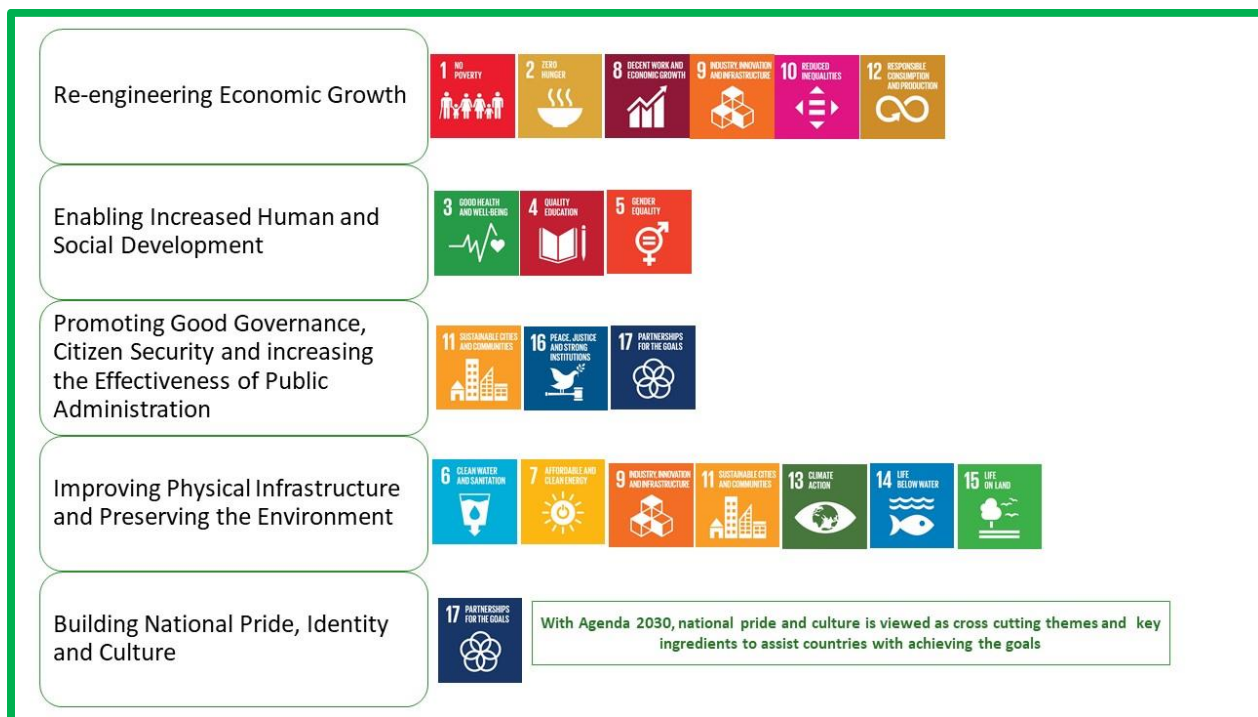 Re-engineering Economic Growth
1 NO
POVERTY
2 ZERO
HUNGER
8 DECENT WORK AND
ECONOMIC GROWTH
9 INDUSTRY, INNOVATION
AND INFRASTRUCTURE
10 REDUCED
INEQUALITIES
12 RESPONSIBLE
CONSUMPTION
AND PRODUCTION
Enabling Increased Human and
Social Development
3 GOOD HEALTH
AND WELL-BEING
4 QUALITY
EDUCATION
5 GENDER
EQUALITY
Promoting Good Governance,
Citizen Security and increasing
the Effectiveness of Public
Administration
11 SUSTAINABLE CITIES
AND COMMUNITIES
16 PEACE, JUSTICE
AND STRONG
INSTITUTIONS
17 PARTNERSHIPS
FOR THE GOALS
Improving Physical Infrastructure
and Preserving the Environment
6 CLEAN WATER
AND SANITATION
7 AFFORDABLE AND
CLEAN ENERGY
9 INDUSTRY, INNOVATION
AND INFRASTRUCTURE
11 SUSTAINABLE CITIES
AND COMMUNITIES
13 CLIMATE
ACTION
14 LIFE
BELOW WATER
15 LIFE
ON LAND
Building National Pride, Identity
and Culture
17 PARTNERSHIPS
FOR THE GOALS
With Agenda 2030, national pride and culture is viewed as cross cutting themes and key
ingredients to assist countries with achieving the goals